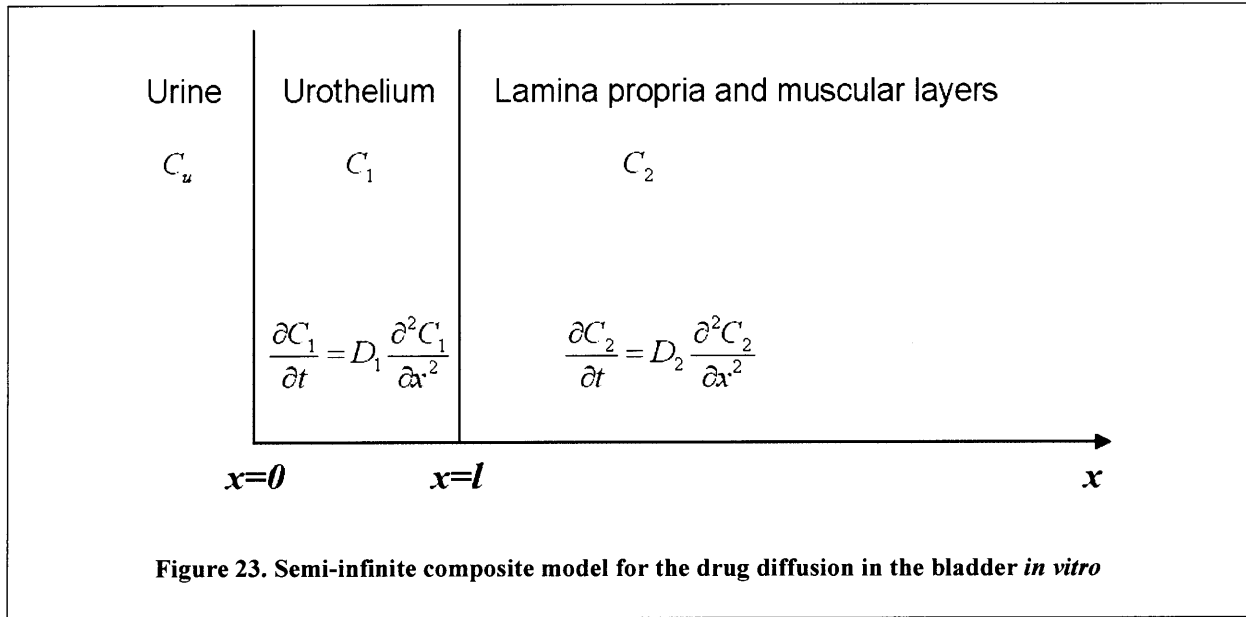 Urine Urothelium Lamina propria and muscular layers
C_u C_1 C_2
∂C_1/∂t = D_1 ∂²C_1/∂x² ∂C_2/∂t = D_2 ∂²C_2/∂x²
x=0 x=l x
Figure 23. Semi-infinite composite model for the drug diffusion in the bladder in vitro